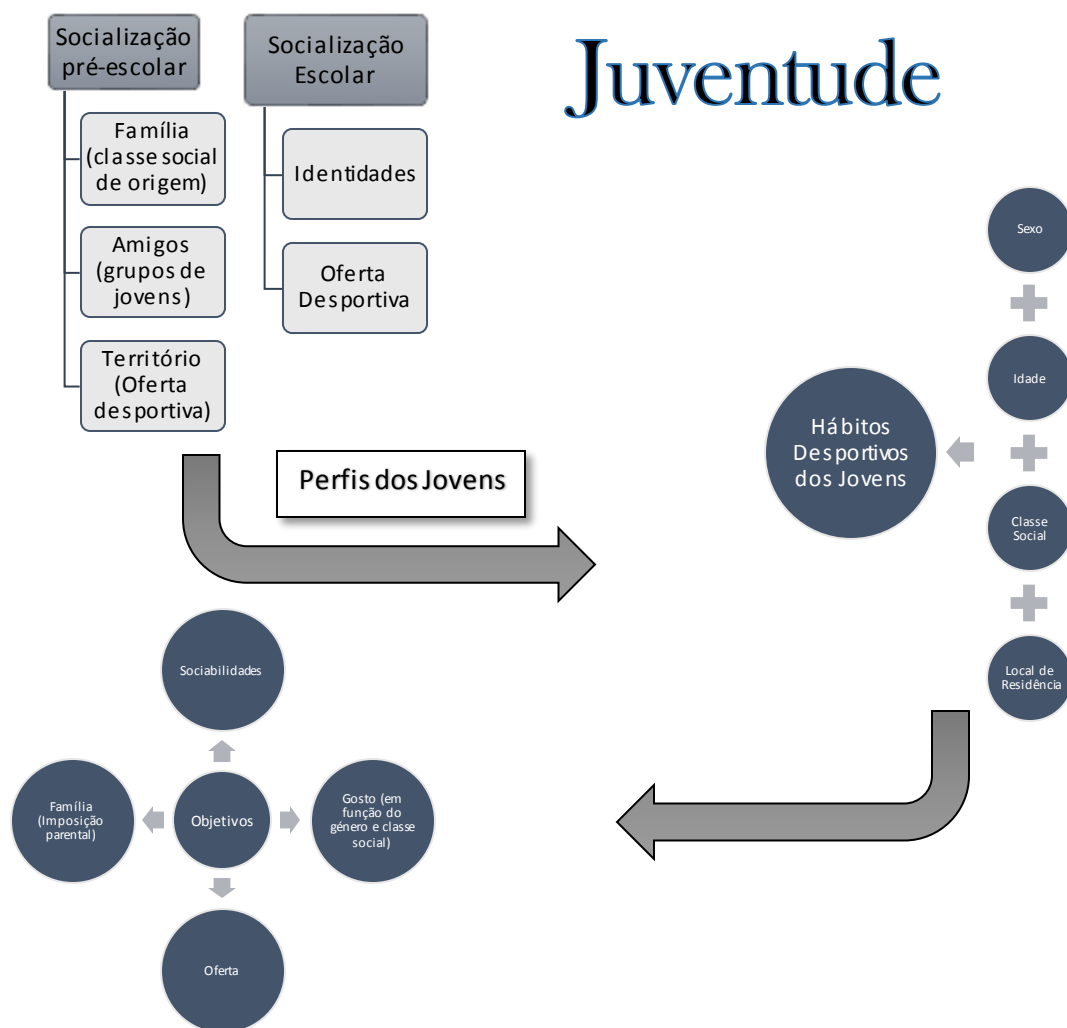 Socialização
pré-escolar
Família
(classe social
de origem)
Amigos
(grupos de
jovens)
Território
(Oferta
desportiva)
Socialização
Escolar
Identidades
Oferta
Desportiva
Juventude
Perfis dos Jovens
Sexo
Idade
Classe
Social
Local de
Residência
Hábitos
Desportivos
dos Jovens
Sociabilidades
Família
(Imposição
parental)
Objetivos
Gosto (em
função do
género e classe
social)
Oferta